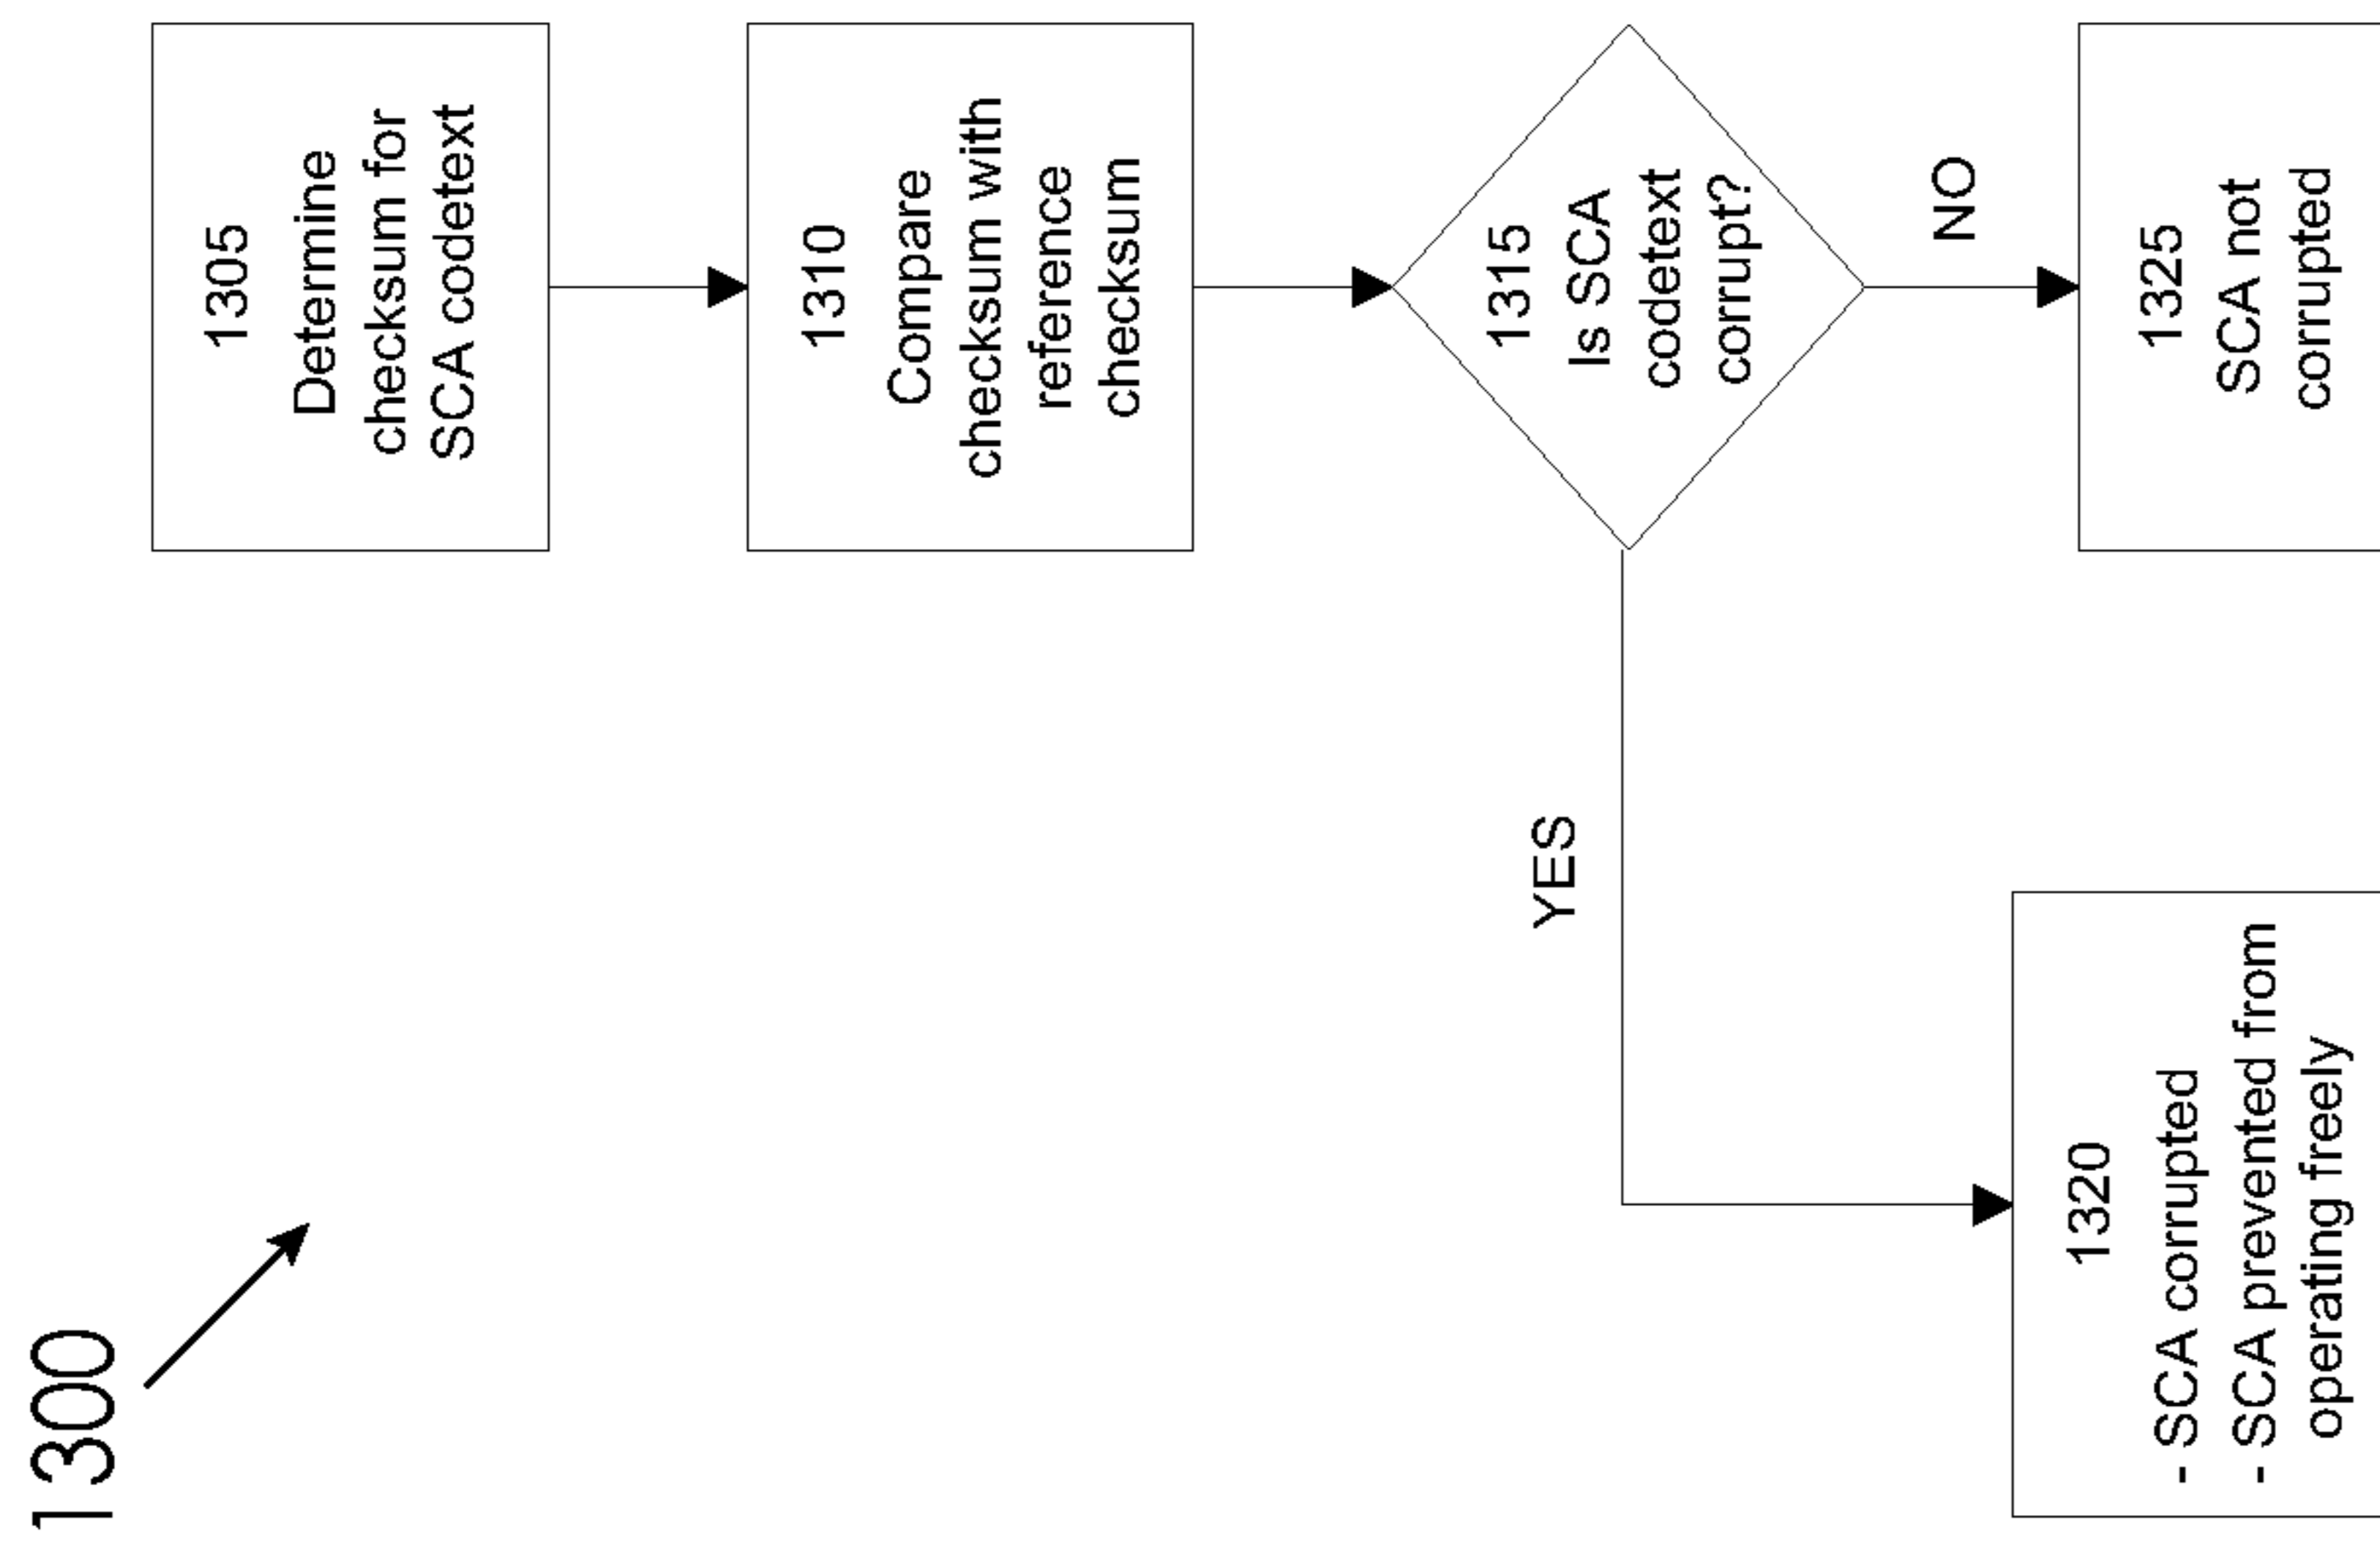 1300
1305
Determine
checksum for
SCA codetext
1310
Compare
checksum with
reference
checksum
1315
Is SCA
codetext
corrupt?
YES
NO
1320
- SCA corrupted
- SCA prevented from
operating freely
1325
SCA not
corrupted